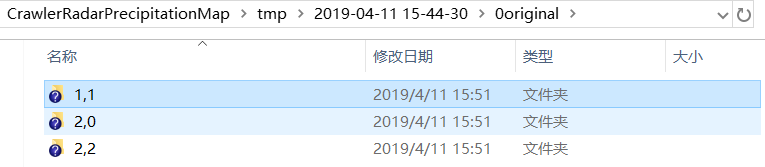 CrawlerRadarPrecipitationMap › tmp › 2019-04-11 15-44-30 › 0original ›
名称 修改日期 类型 大小
1,1 2019/4/11 15:51 文件夹
2,0 2019/4/11 15:51 文件夹
2,2 2019/4/11 15:51 文件夹